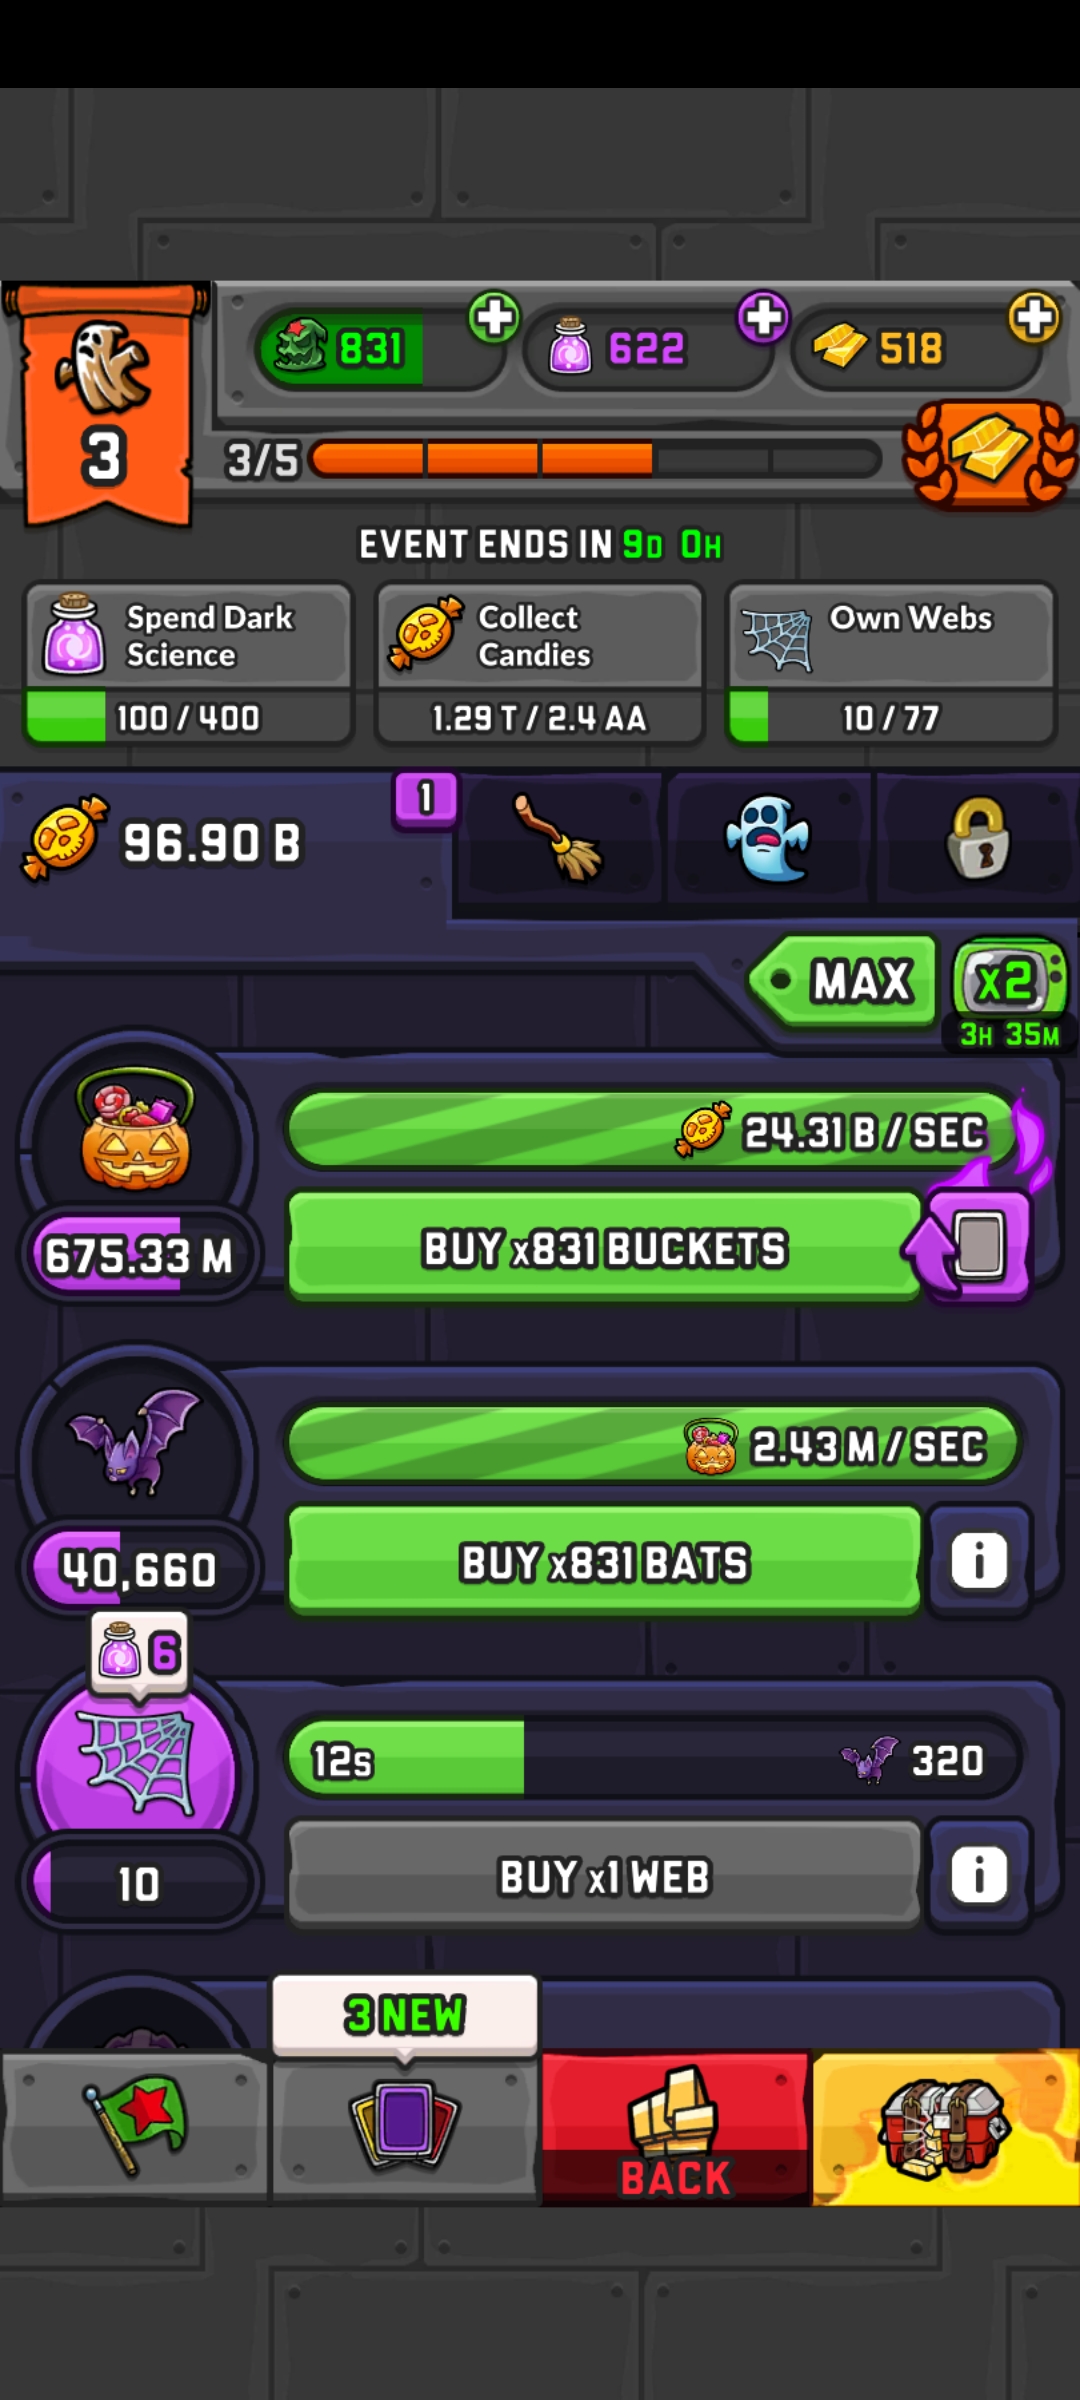 831
622
518
3
3/5
EVENT ENDS IN 9D 0H
Spend Dark
Science
100 / 400
Collect
Candies
1.29 T / 2.4 AA
Own Webs
10 / 77
96.90 B
1
MAX
x2
3H 35M
24.31 B / SEC
675.33 M
BUY x831 BUCKETS
2.43 M / SEC
40,660
BUY x831 BATS
i
6
12s
320
10
BUY x1 WEB
i
3 NEW
BACK